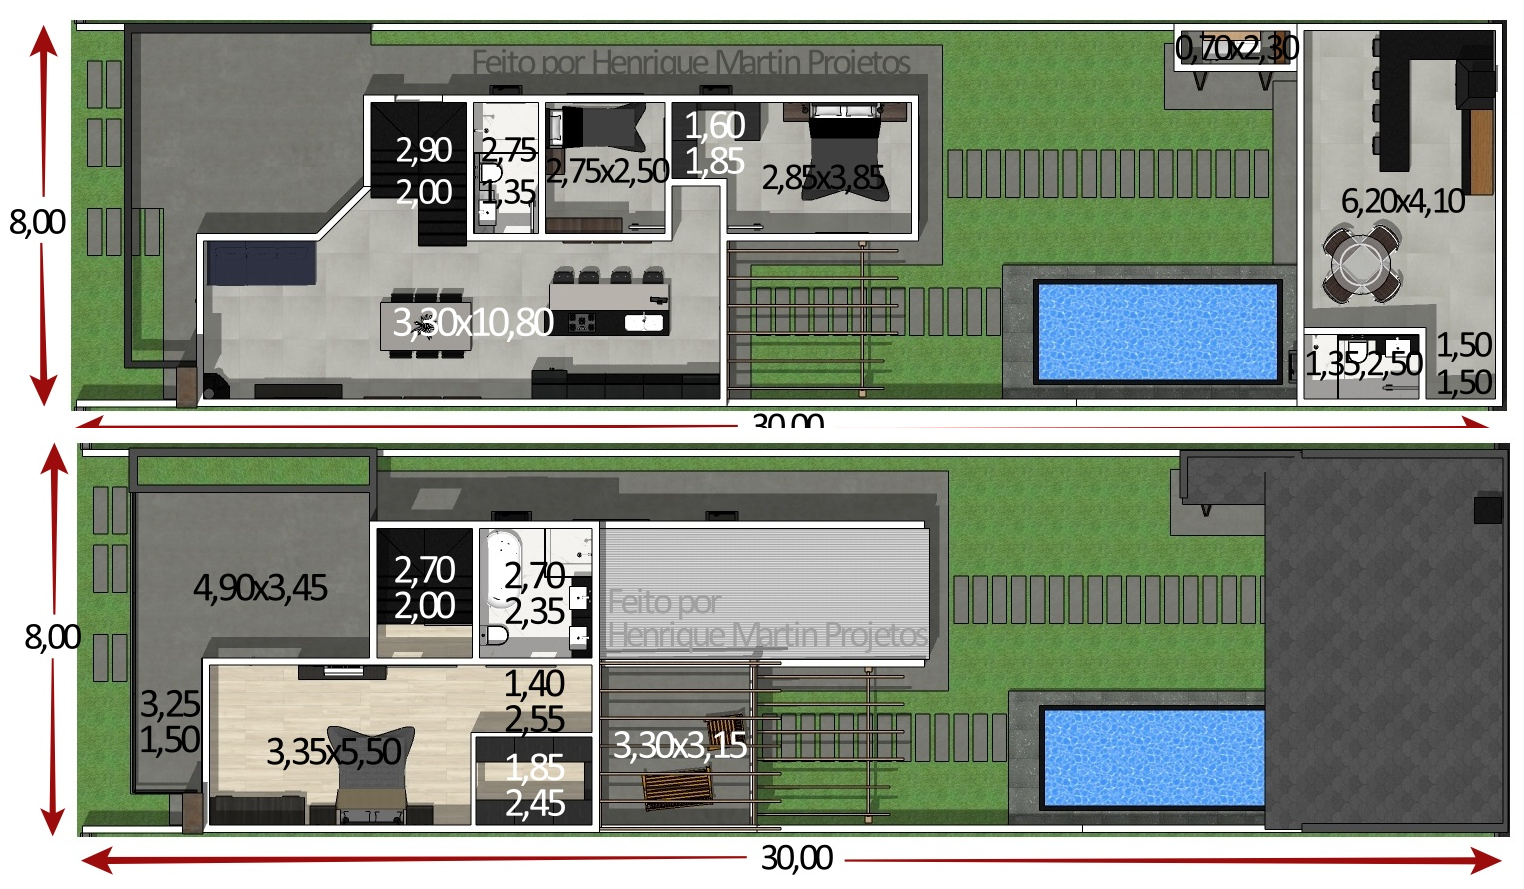 Feito por Henrique Martin Projetos
0,70x2,30
2,90
2,00
2,75
1,35
2,75x2,50
1,60
1,85
2,85x3,85
6,20x4,10
8,00
3,30x10,80
1,35,2,50
1,50
1,50
30,00
4,90x3,45
2,70
2,00
2,70
2,35
Feito por
Henrique Martin Projetos
8,00
3,25
1,50
1,40
2,55
3,35x5,50
3,30x3,15
1,85
2,45
30,00